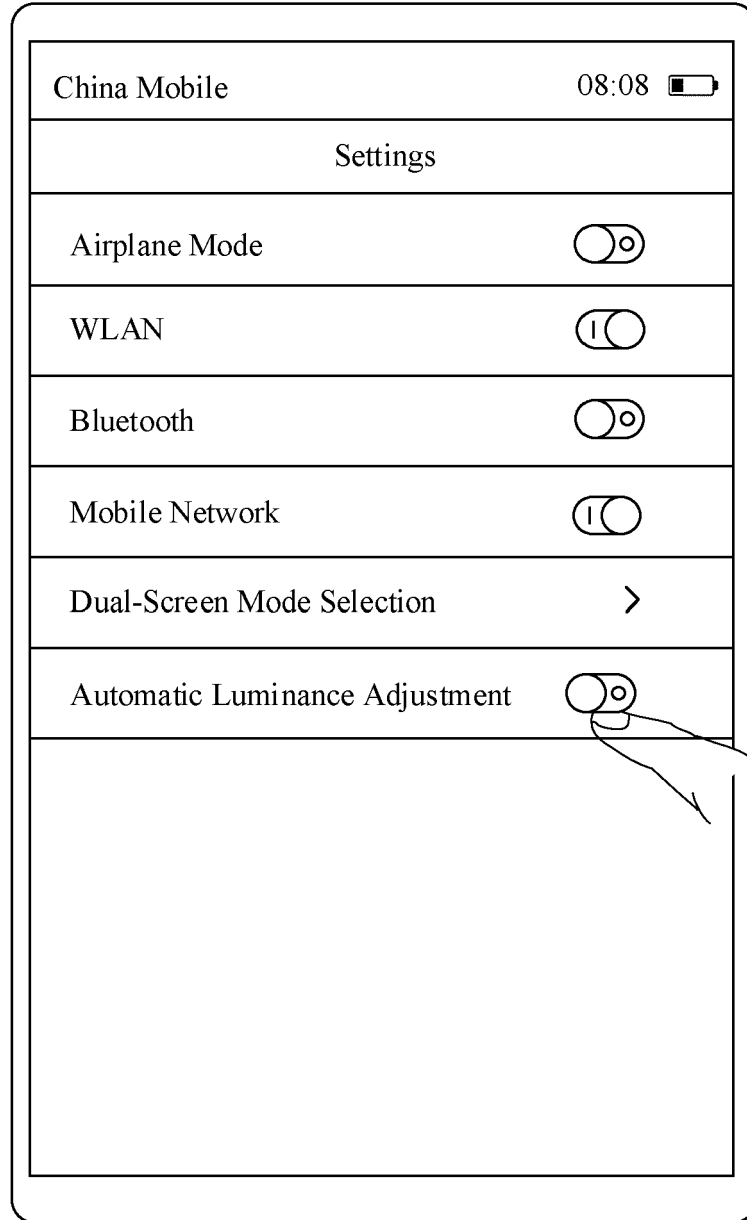 China Mobile 08:08
Settings
Airplane Mode
WLAN
Bluetooth
Mobile Network
Dual-Screen Mode Selection
Automatic Luminance Adjustment